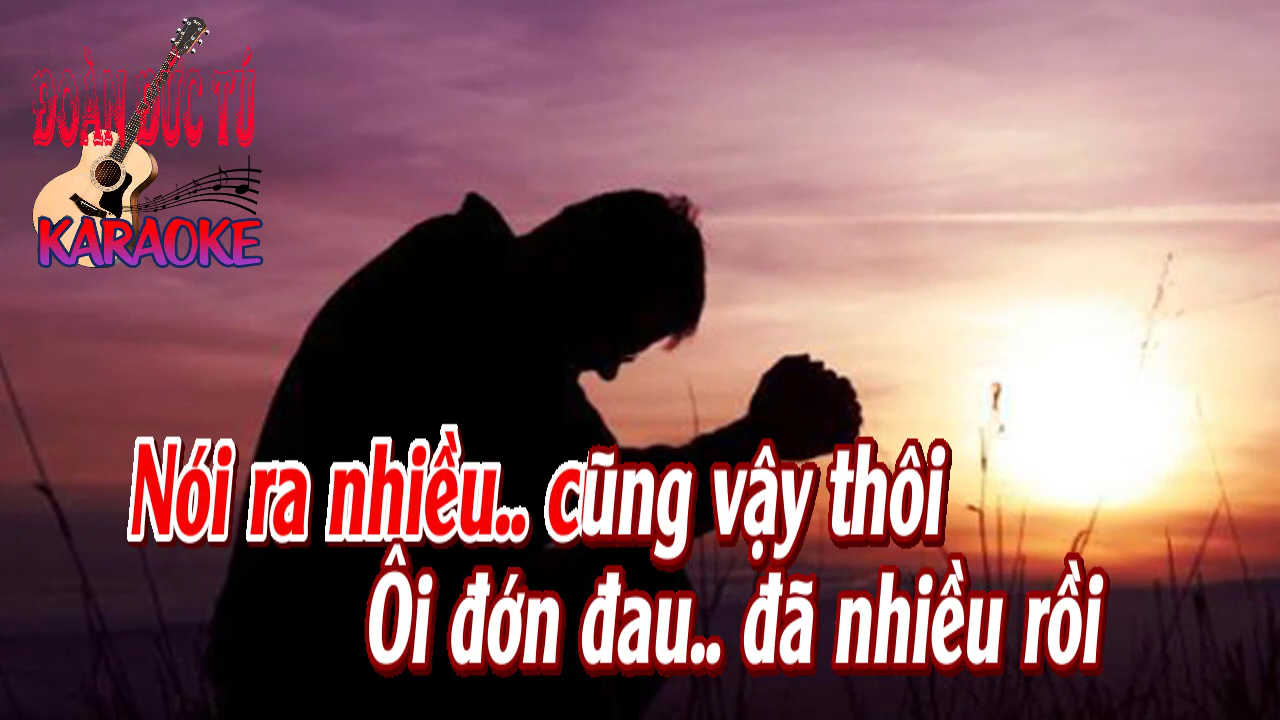 ĐOÀN ĐỨC TÚ
KARAOKE
Nói ra nhiều.. cũng vậy thôi
Ôi đớn đau.. đã nhiều rồi